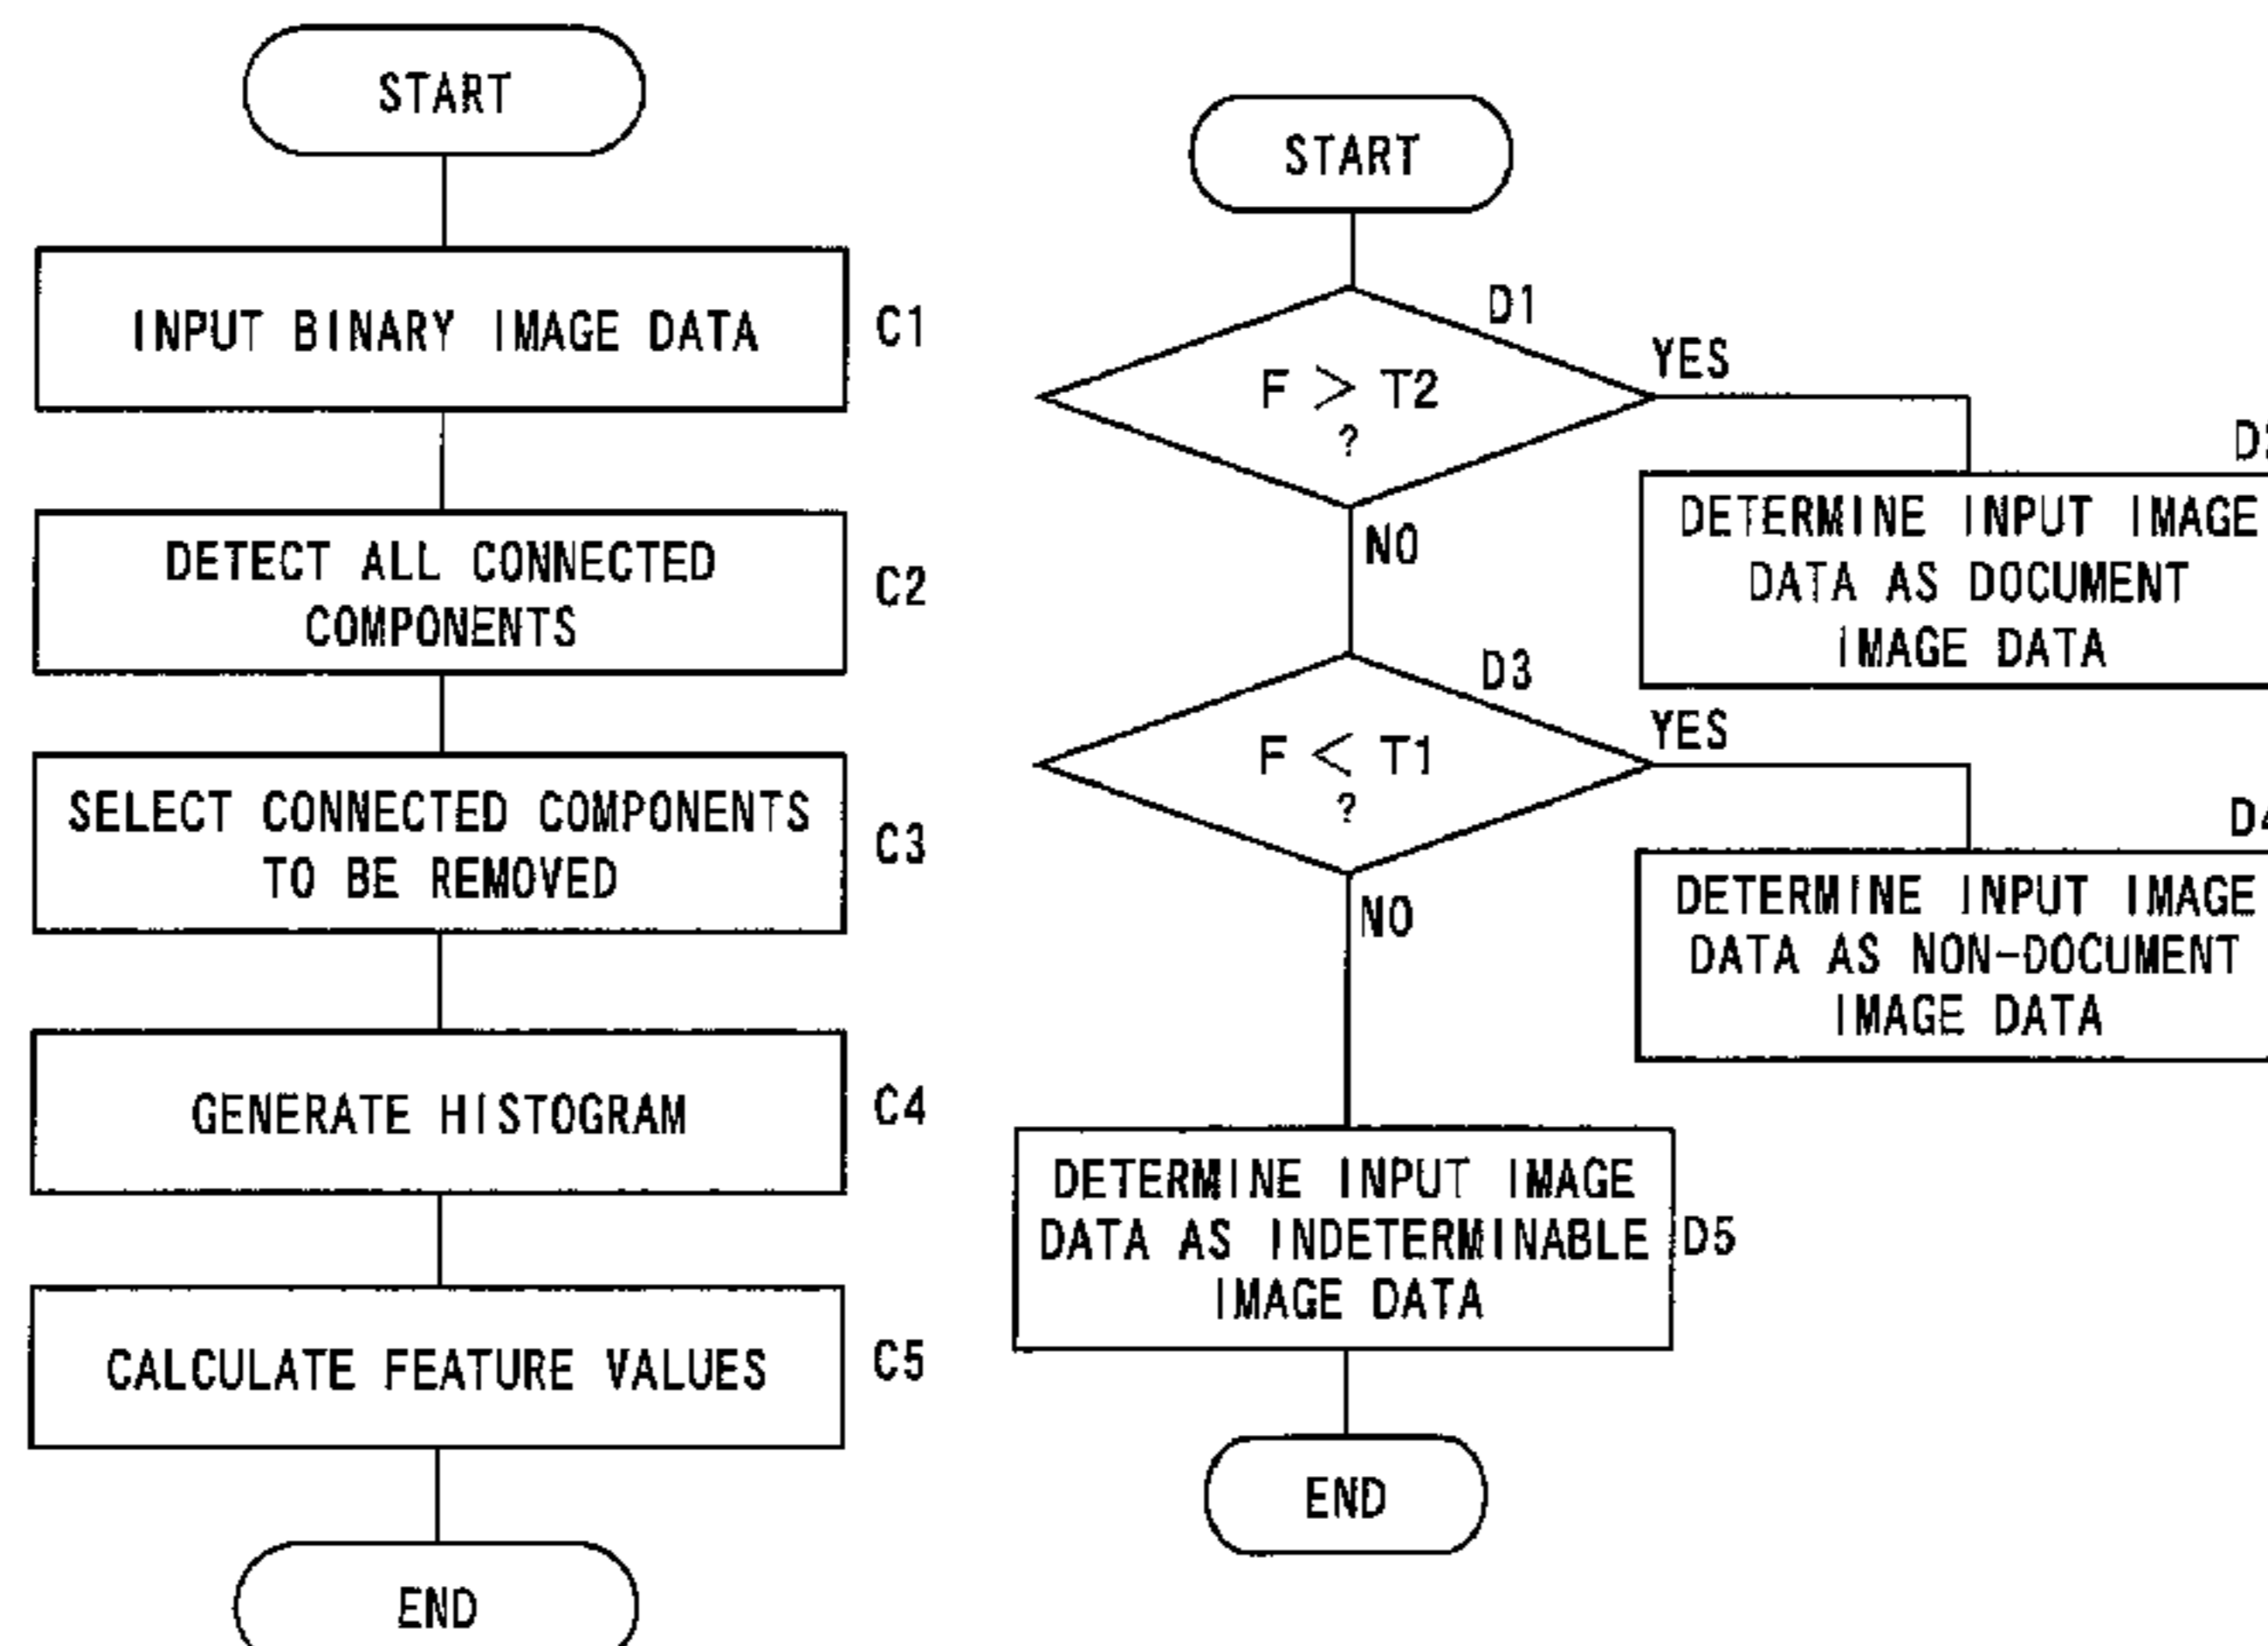 START
INPUT BINARY IMAGE DATA
C1
DETECT ALL CONNECTED
COMPONENTS
C2
SELECT CONNECTED COMPONENTS
TO BE REMOVED
C3
GENERATE HISTOGRAM
C4
CALCULATE FEATURE VALUES
C5
END
START
D1
F > T2
?
YES
NO
DETERMINE INPUT IMAGE
DATA AS DOCUMENT
IMAGE DATA
D3
F < T1
?
YES
NO
DETERMINE INPUT IMAGE
DATA AS NON-DOCUMENT
IMAGE DATA
DETERMINE INPUT IMAGE
DATA AS INDETERMINABLE
IMAGE DATA
D5
END